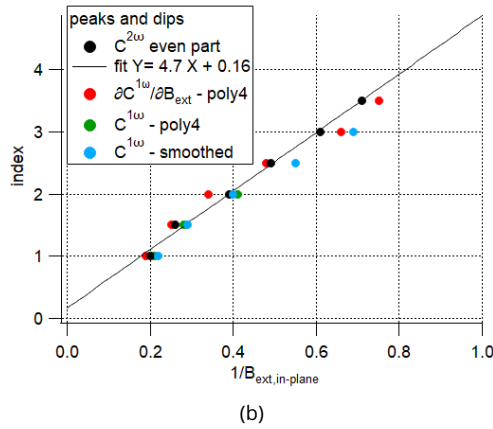 peaks and dips
C²ω even part
fit Y= 4.7 X + 0.16
∂C¹ω/∂Bext - poly4
C¹ω - poly4
C¹ω - smoothed
index
4
3
2
1
0
0.0 0.2 0.4 0.6 0.8 1.0
1/Bext,in-plane
(b)